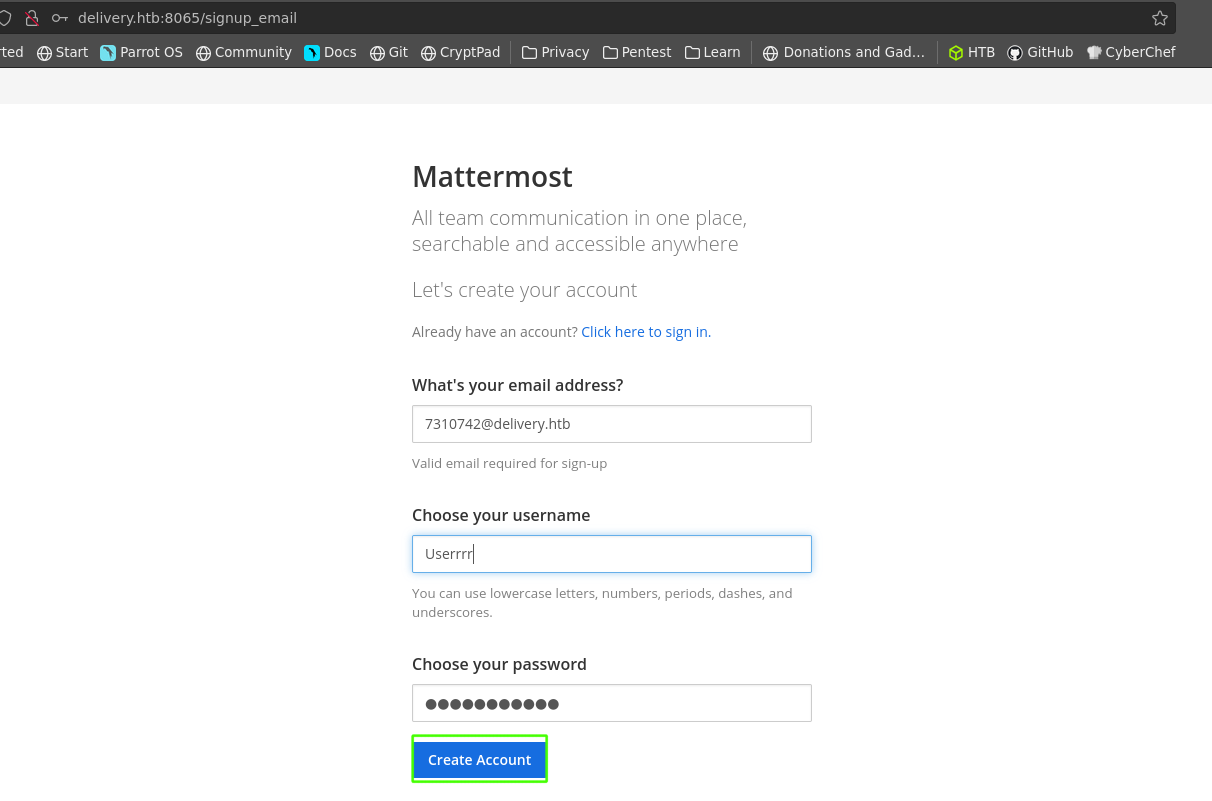 delivery.htb:8065/signup_email
ted Start Parrot OS Community Docs Git CryptPad Privacy Pentest Learn Donations and Gad... HTB GitHub CyberChef
Mattermost
All team communication in one place,
searchable and accessible anywhere
Let's create your account
Already have an account? Click here to sign in.
What's your email address?
7310742@delivery.htb
Valid email required for sign-up
Choose your username
Userrrr
You can use lowercase letters, numbers, periods, dashes, and
underscores.
Choose your password
●●●●●●●●●●●
Create Account